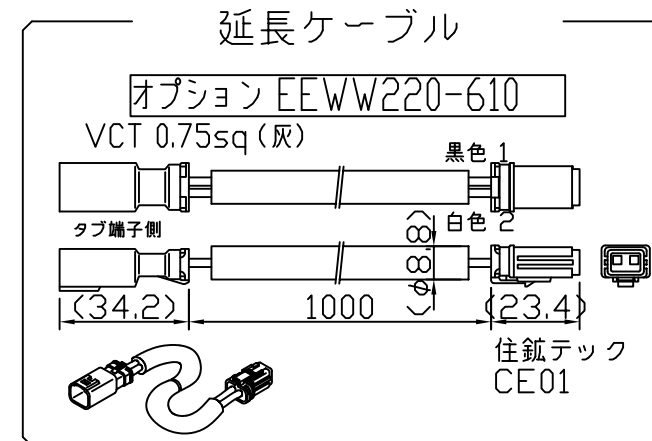 延長ケーブル
オプション EEWW220-610
VCT 0.75sq (灰)
黒色 1
タブ端子側
白色 2
(φ8.8)
(34.2)
1000
(23.4)
住鉱テック
CE01